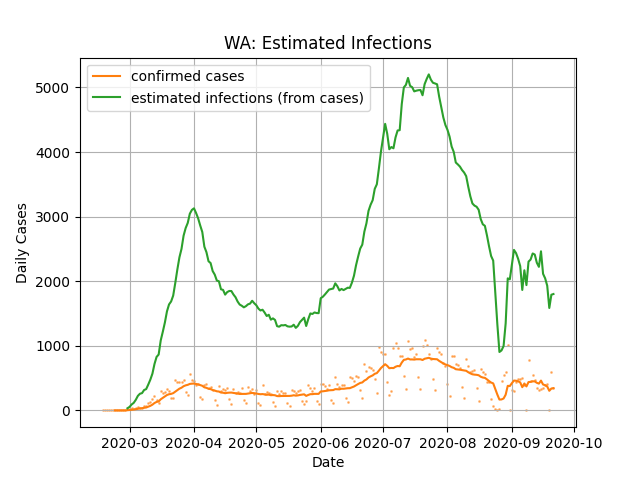 WA: Estimated Infections
confirmed cases
estimated infections (from cases)
Daily Cases
5000
4000
3000
2000
1000
0
2020-03 2020-04 2020-05 2020-06 2020-07 2020-08 2020-09 2020-10
Date